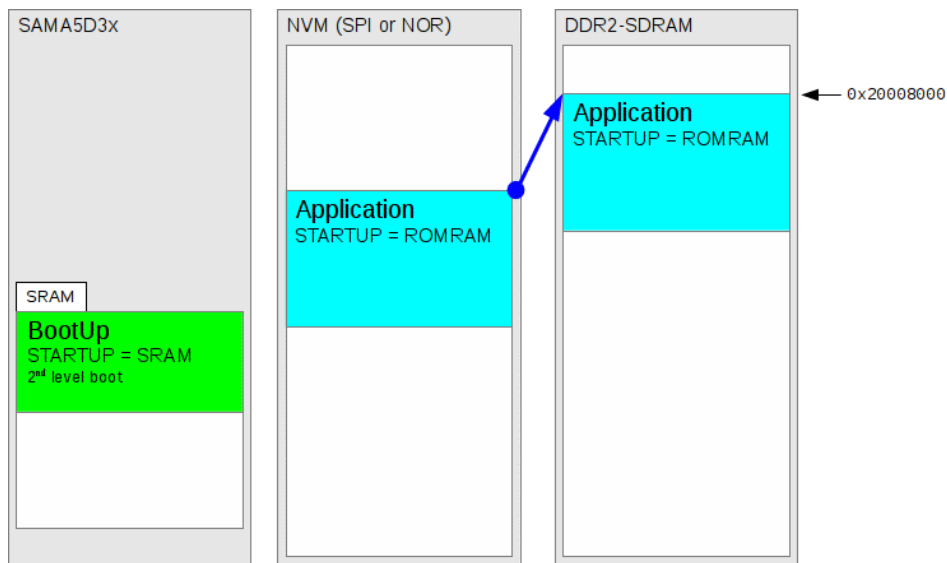 SAMA5D3x
SRAM
BootUp
STARTUP = SRAM
2nd level boot
NVM (SPI or NOR)
Application
STARTUP = ROMRAM
DDR2-SDRAM
Application
STARTUP = ROMRAM
0x20008000